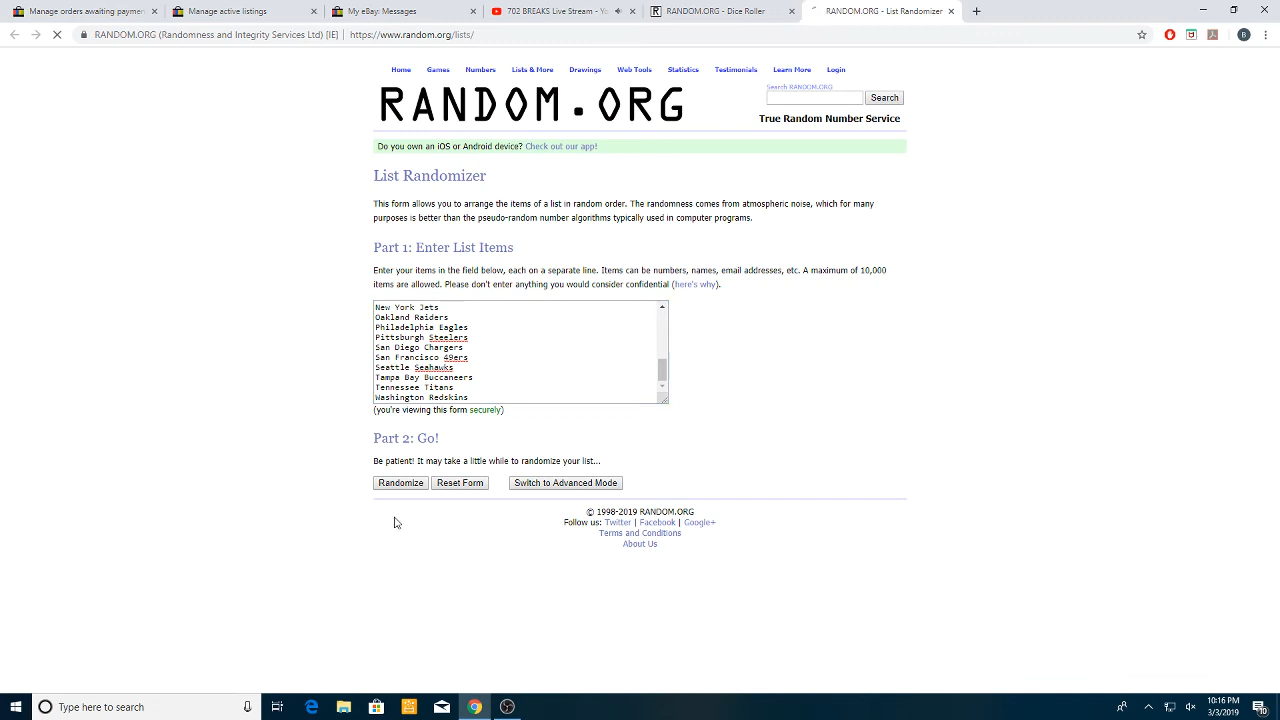 Manage orders awaiting paymen
Manage active listings
My eBay Messages
702 BREAKS Live Stream - Yo
RANDOM.ORG - Dice Roller
RANDOM.ORG - List Randomizer
RANDOM.ORG (Randomness and Integrity Services Ltd) [IE] | https://www.random.org/lists/
Home Games Numbers Lists & More Drawings Web Tools Statistics Testimonials Learn More Login
RANDOM.ORG
Search RANDOM.ORG
Search
True Random Number Service
Do you own an iOS or Android device? Check out our app!
List Randomizer
This form allows you to arrange the items of a list in random order. The randomness comes from atmospheric noise, which for many
purposes is better than the pseudo-random number algorithms typically used in computer programs.
Part 1: Enter List Items
Enter your items in the field below, each on a separate line. Items can be numbers, names, email addresses, etc. A maximum of 10,000
items are allowed. Please don't enter anything you would consider confidential (here's why).
New York Jets
Oakland Raiders
Philadelphia Eagles
Pittsburgh Steelers
San Diego Chargers
San Francisco 49ers
Seattle Seahawks
Tampa Bay Buccaneers
Tennessee Titans
Washington Redskins
(you're viewing this form securely)
Part 2: Go!
Be patient! It may take a little while to randomize your list...
Randomize Reset Form Switch to Advanced Mode
© 1998-2019 RANDOM.ORG
Follow us: Twitter | Facebook | Google+
Terms and Conditions
About Us
Type here to search
10:16 PM
3/3/2019